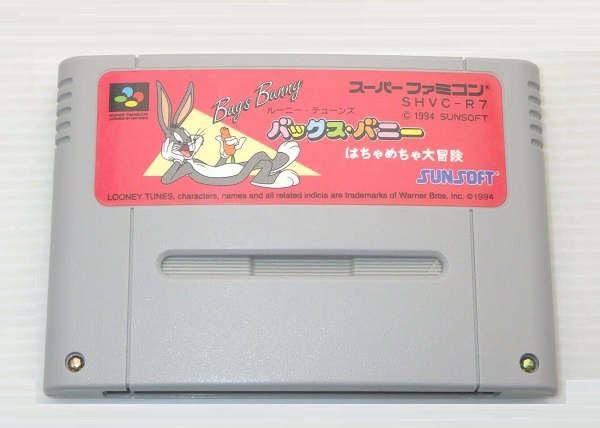 SUPER FAMICOM
Bugs Bunny
ルーニー・テューンズ
バックス・バニー
はちゃめちゃ大冒険
スーパーファミコン®
SHVC-R7
© 1994 SUNSOFT
SUNSOFT®
LOONEY TUNES, characters, names and all related indicia are trademarks of Warner Bros. Inc. ©1994